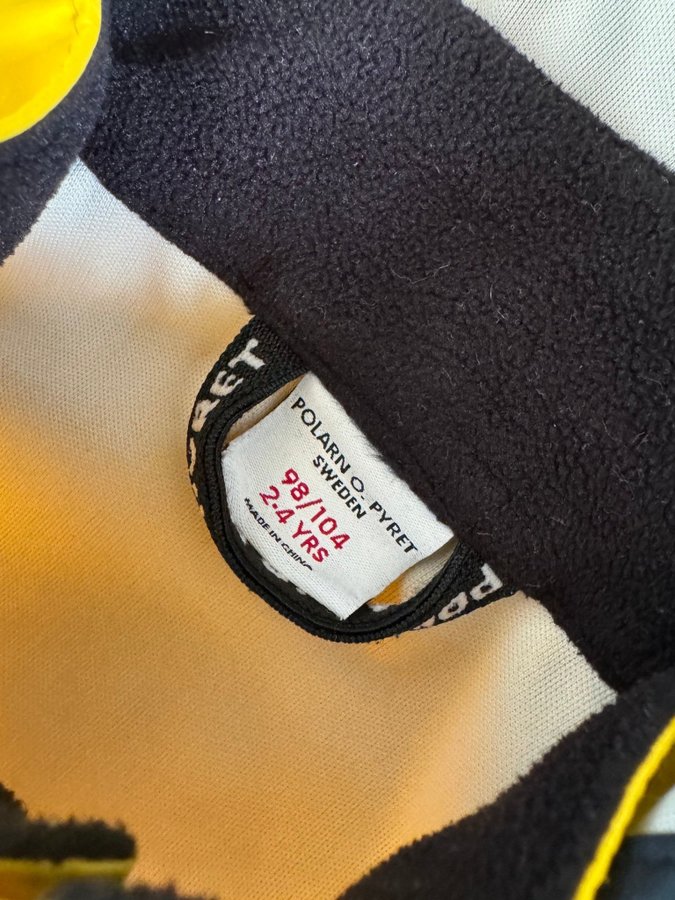 POLARN O. PYRET
SWEDEN
98/104
2-4 YRS
MADE IN CHINA